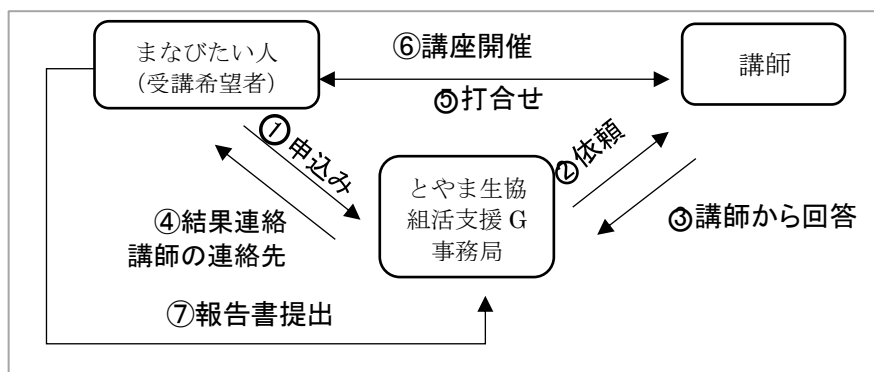 まなびたい人
（受講希望者）
⑥講座開催
講師
⑤打合せ
①申込み
②依頼
とやま生協
組活支援 G
事務局
③講師から回答
④結果連絡
講師の連絡先
⑦報告書提出